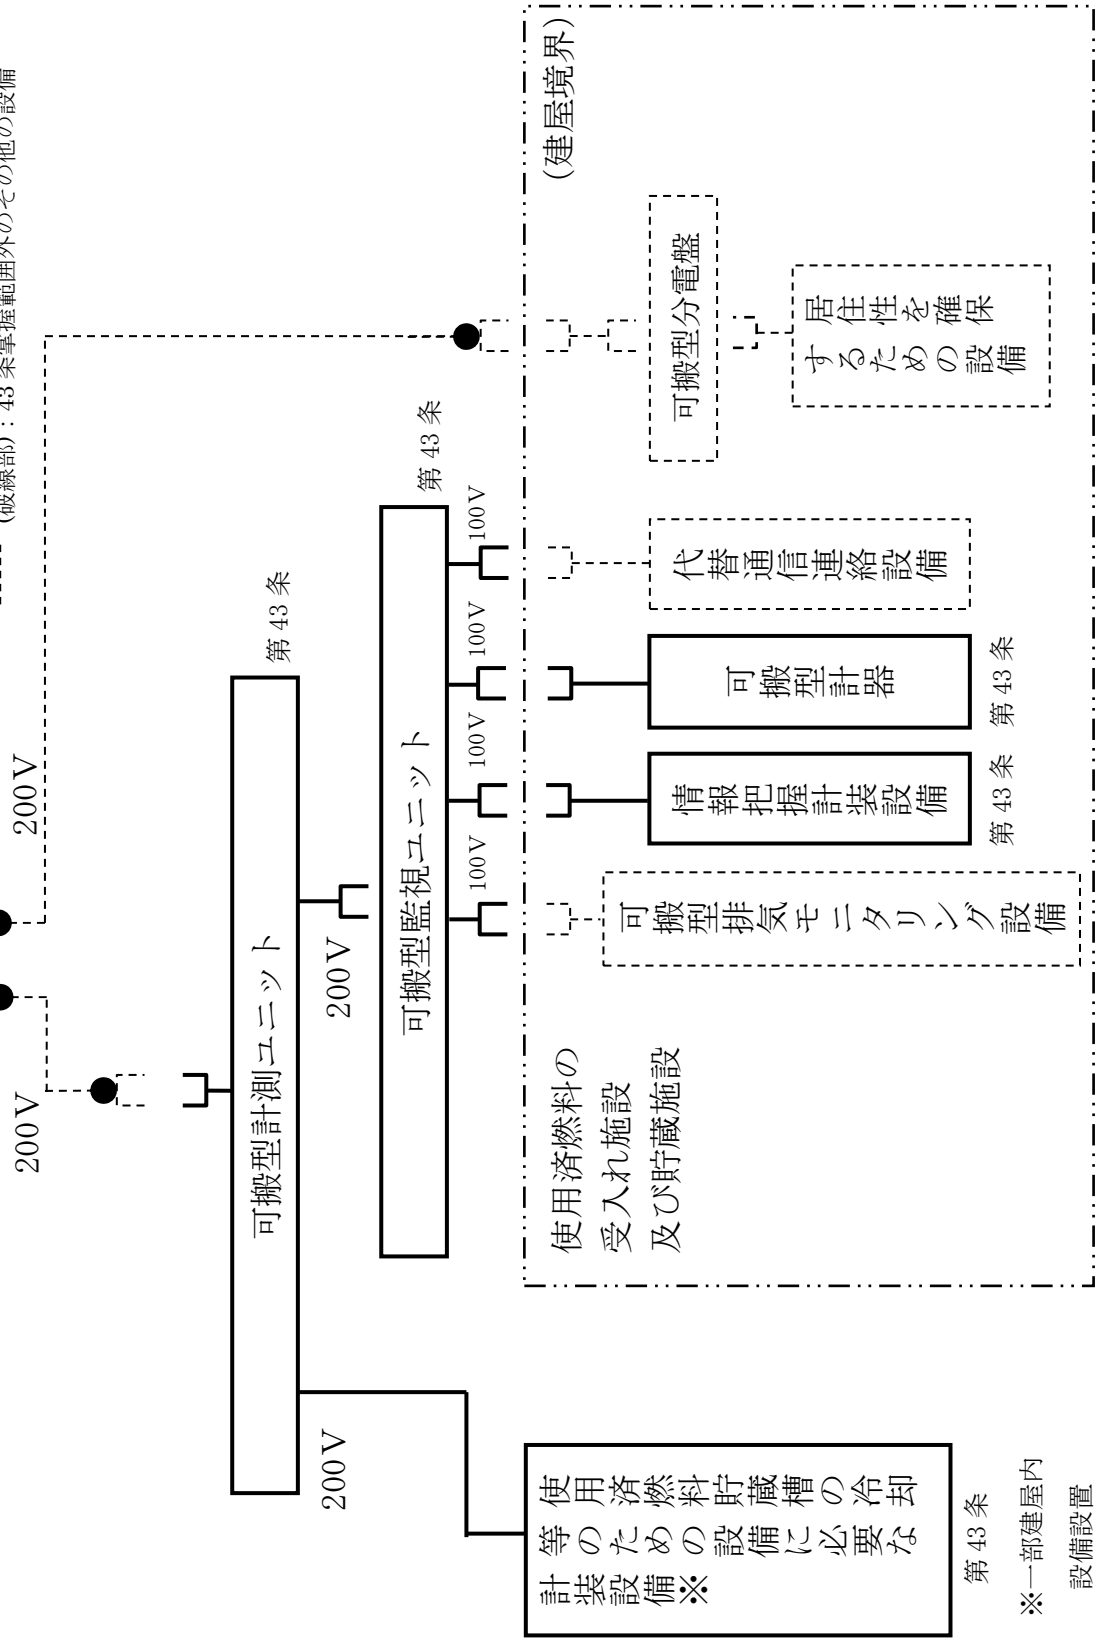 (破線部)：43条掌握範囲外のその他の設備
200V
200V
可搬型計測ユニット
第43条
200V
200V
可搬型監視ユニット
第43条
100V
100V
100V
100V
(建屋境界)
使用済燃料の
受入れ施設
及び貯蔵施設
使用済燃料貯蔵槽の冷却
等のための設備に必要な
計装設備※
第43条
※一部建屋内
設備設置
可搬型排気モニタリング設備
情報把握計装設備
第43条
可搬型計器
第43条
代替通信連絡設備
可搬型分電盤
居住性を確保
するための設備